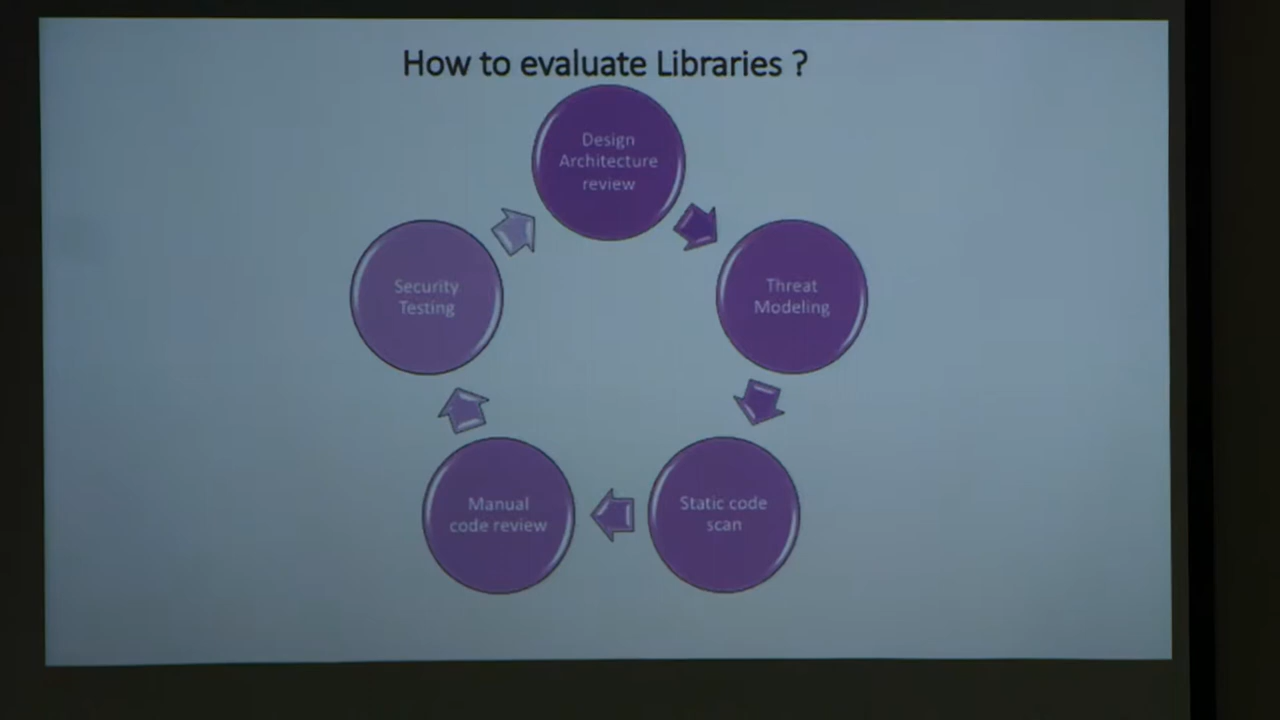 How to evaluate Libraries ?
Design
Architecture
review
Threat
Modeling
Static code
scan
Manual
code review
Security
Testing